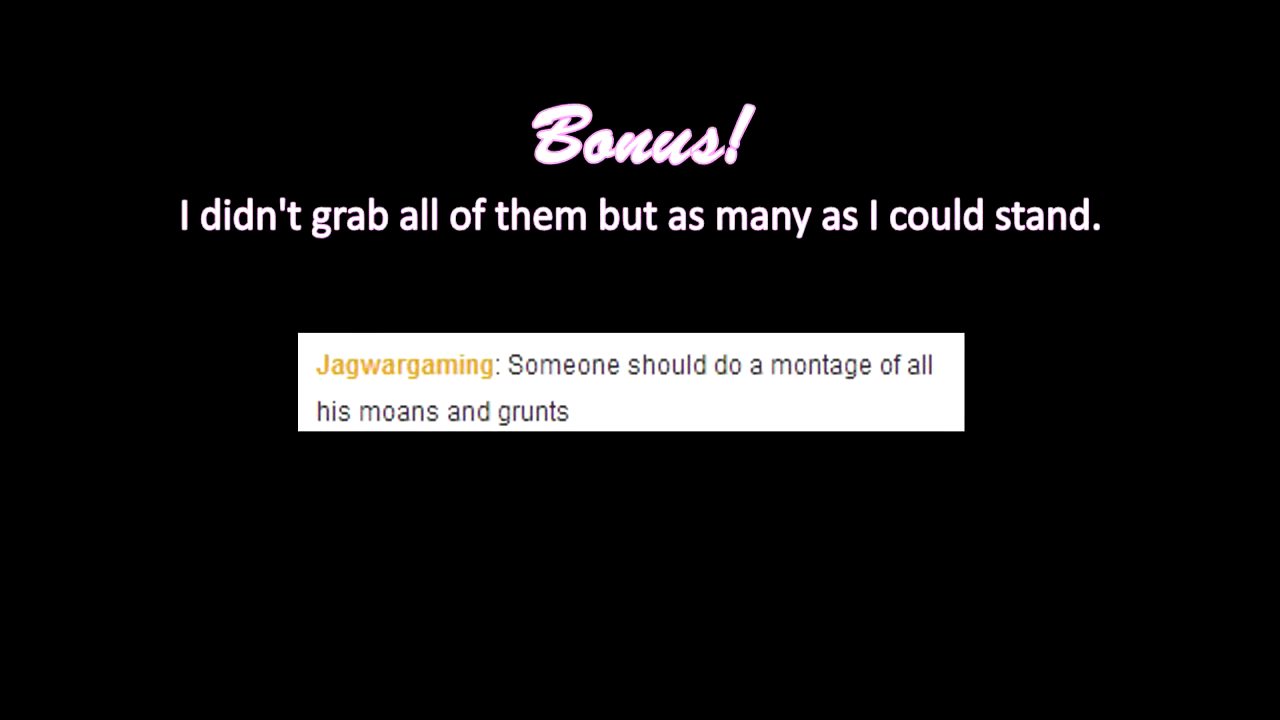 Bonus!
I didn't grab all of them but as many as I could stand.
Jagwargaming: Someone should do a montage of all
his moans and grunts